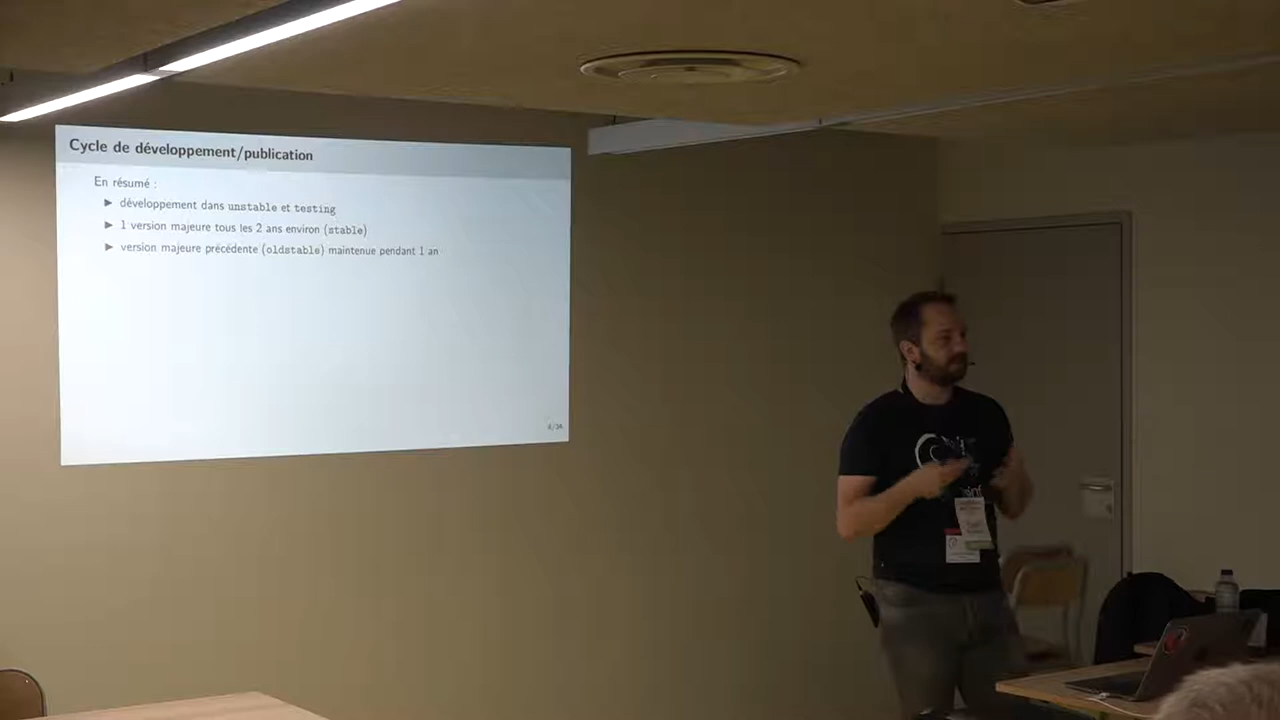 Cycle de développement/publication
En résumé :
▶ développement dans unstable et testing
▶ 1 version majeure tous les 2 ans environ (stable)
▶ version majeure précédente (oldstable) maintenue pendant 1 an